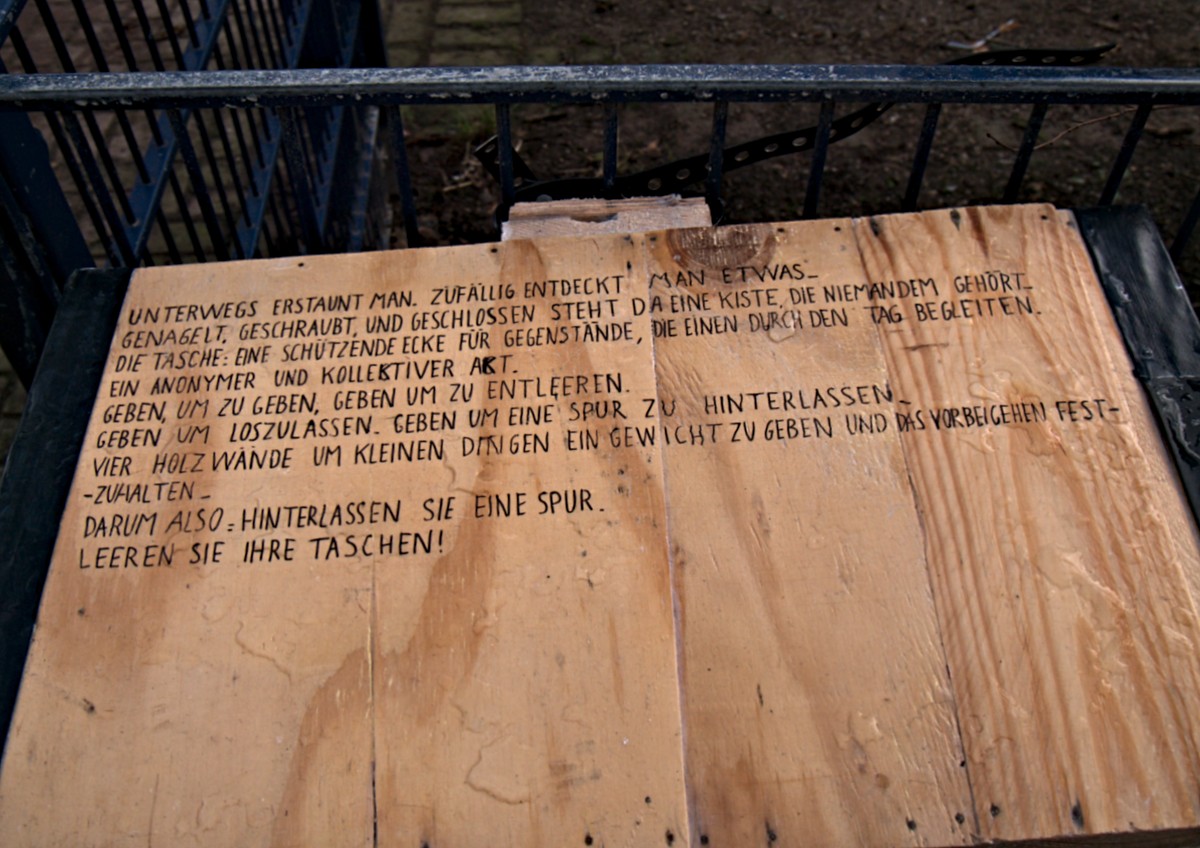 UNTERWEGS ERSTAUNT MAN. ZUFÄLLIG ENTDECKT MAN ETWAS_
GENAGELT, GESCHRAUBT, UND GESCHLOSSEN STEHT DA EINE KISTE, DIE NIEMANDEM GEHÖRT_
DIE TASCHE: EINE SCHÜTZENDE ECKE FÜR GEGENSTÄNDE, DIE EINEN DURCH DEN TAG BEGLEITEN.
EIN ANONYMER UND KOLLEKTIVER AKT.
GEBEN, UM ZU GEBEN, GEBEN UM ZU ENTLEEREN.
GEBEN UM LOSZULASSEN. GEBEN UM EINE SPUR ZU HINTERLASSEN_
VIER HOLZWÄNDE UM KLEINEN DINGEN EIN GEWICHT ZU GEBEN UND DAS VORBEIGEHEN FEST-
-ZUHALTEN_
DARUM ALSO: HINTERLASSEN SIE EINE SPUR.
LEEREN SIE IHRE TASCHEN!